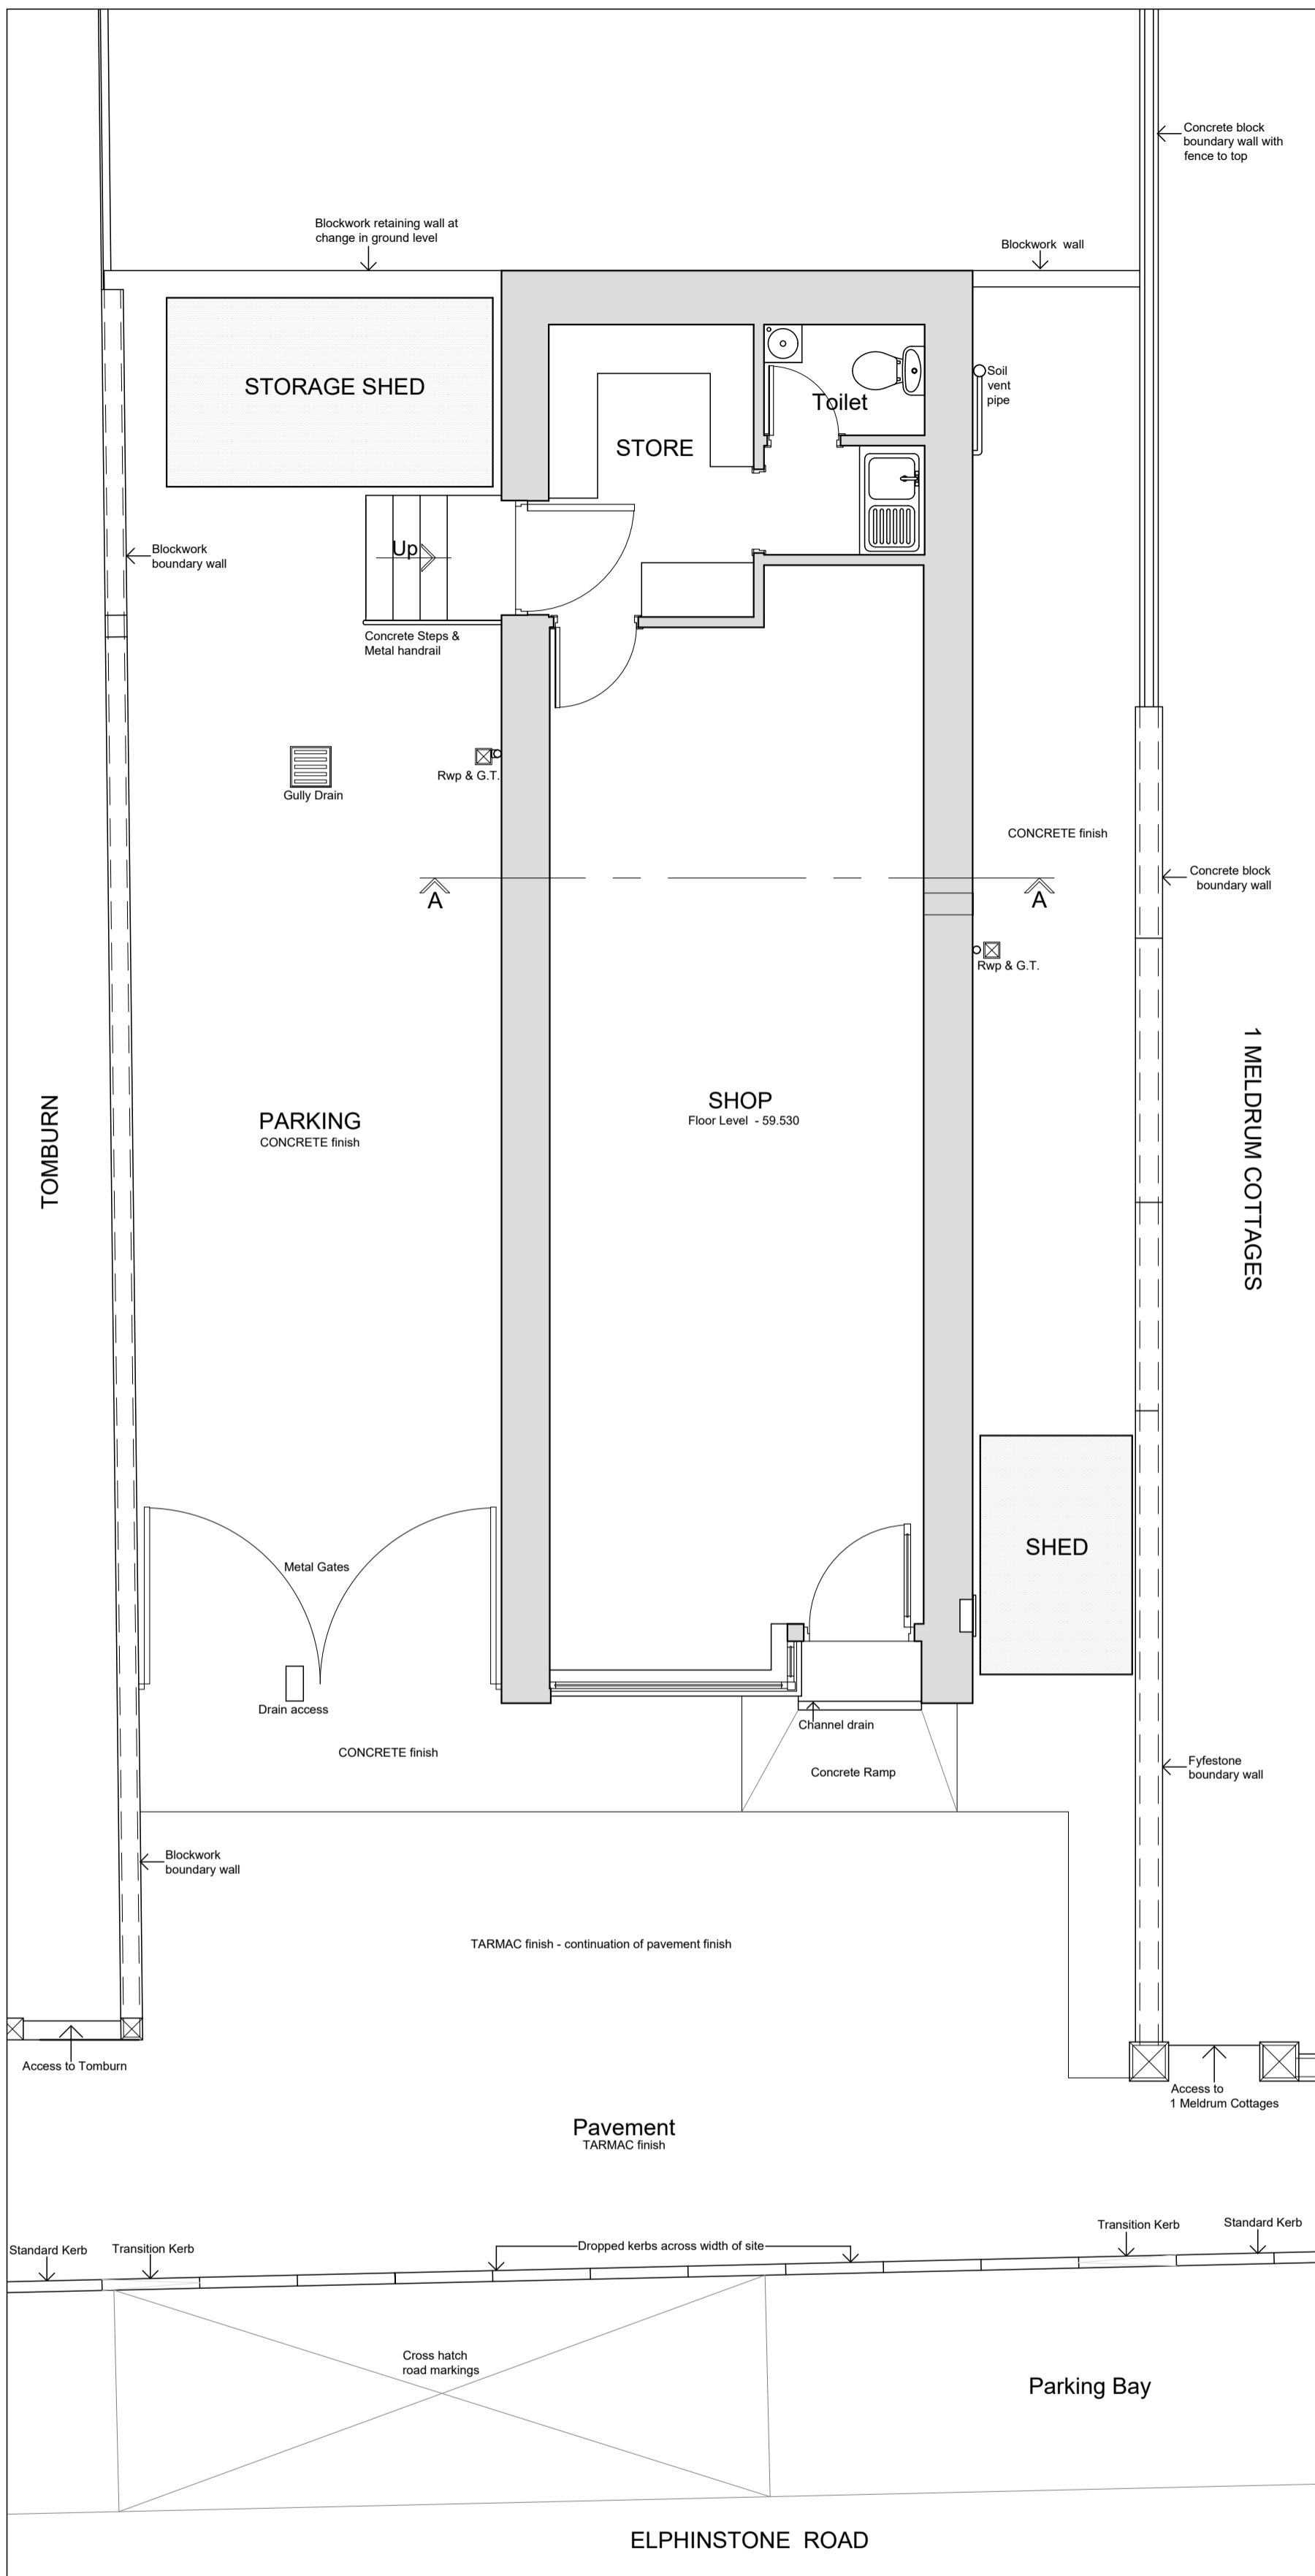 Concrete block
boundary wall with
fence to top
Blockwork retaining wall at
change in ground level
Blockwork wall
STORAGE SHED
Toilet
Soil
vent
pipe
STORE
Up
Blockwork
boundary wall
Concrete Steps &
Metal handrail
Rwp & G.T.
Gully Drain
CONCRETE finish
Concrete block
boundary wall
A
A
Rwp & G.T.
TOMBURN
PARKING
CONCRETE finish
SHOP
Floor Level - 59.530
1 MELDRUM COTTAGES
Metal Gates
SHED
Drain access
Channel drain
CONCRETE finish
Concrete Ramp
Fyfestone
boundary wall
Blockwork
boundary wall
TARMAC finish - continuation of pavement finish
Access to Tomburn
Access to
1 Meldrum Cottages
Pavement
TARMAC finish
Standard Kerb
Transition Kerb
Dropped kerbs across width of site
Transition Kerb
Standard Kerb
Cross hatch
road markings
Parking Bay
ELPHINSTONE ROAD